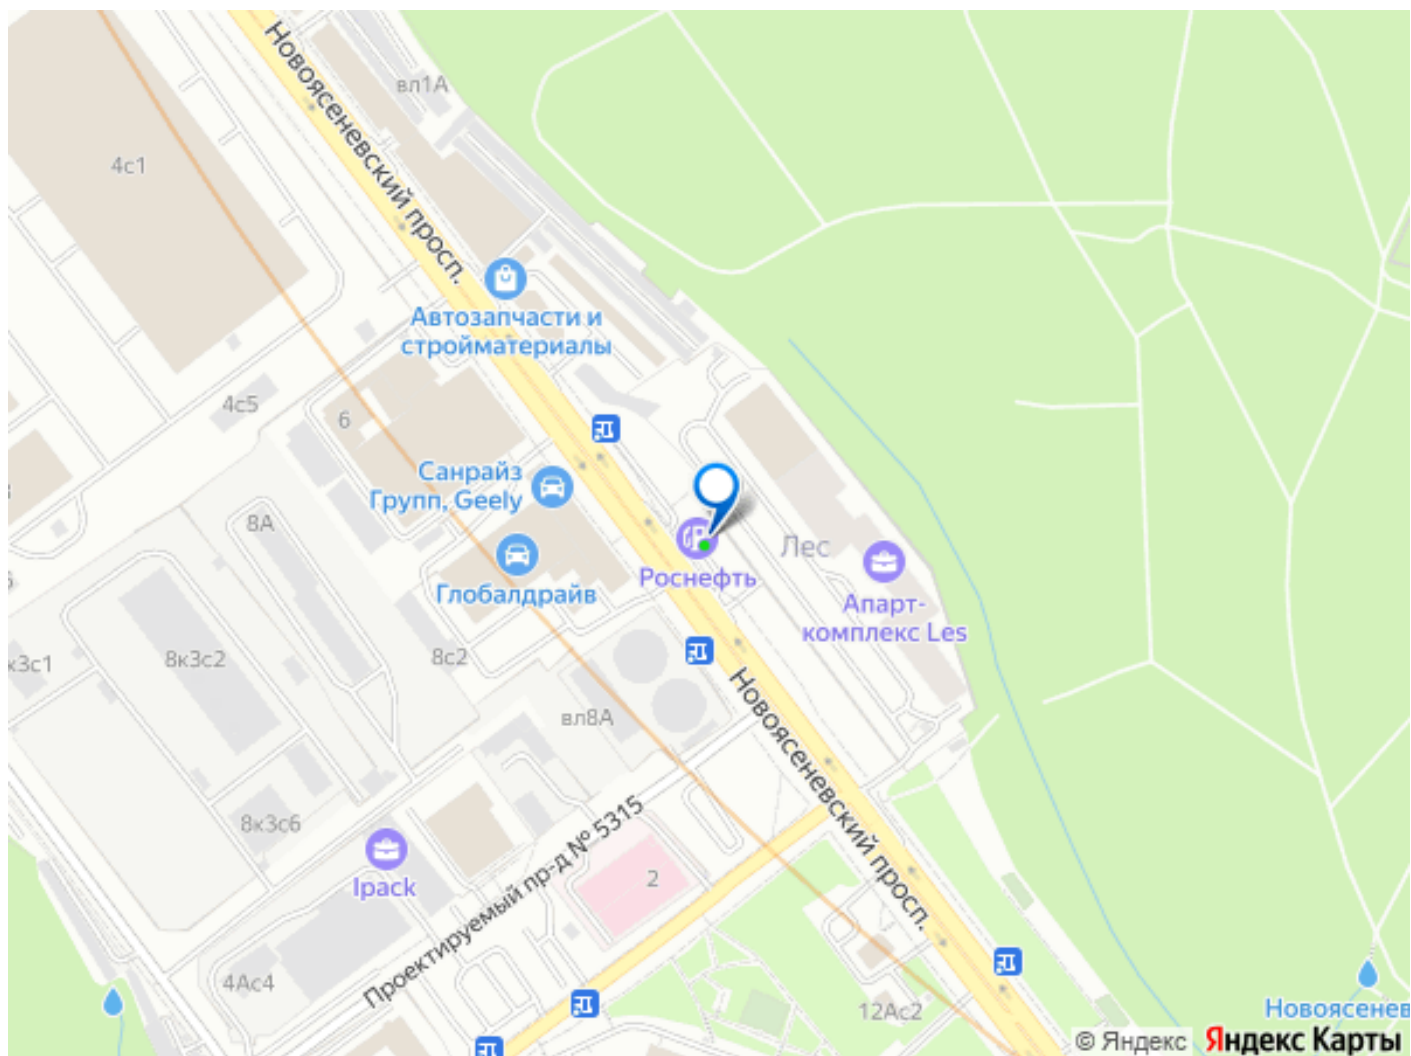 Новоясеневский просп.
вл1А
4с1
Автозапчасти и
стройматериалы
4с5
6
Санрайз
Групп, Geely
8А
Глобалдрайв
Роснефть
Лес
Апарт-
комплекс Les
к3с1
8к3с2
8с2
вл8А
Новоясеневский просп.
8к3с6
Ipack
Проектируемый пр-д № 5315
2
4Ас4
12Ас2
Новоясенев
© Яндекс Яндекс Карты